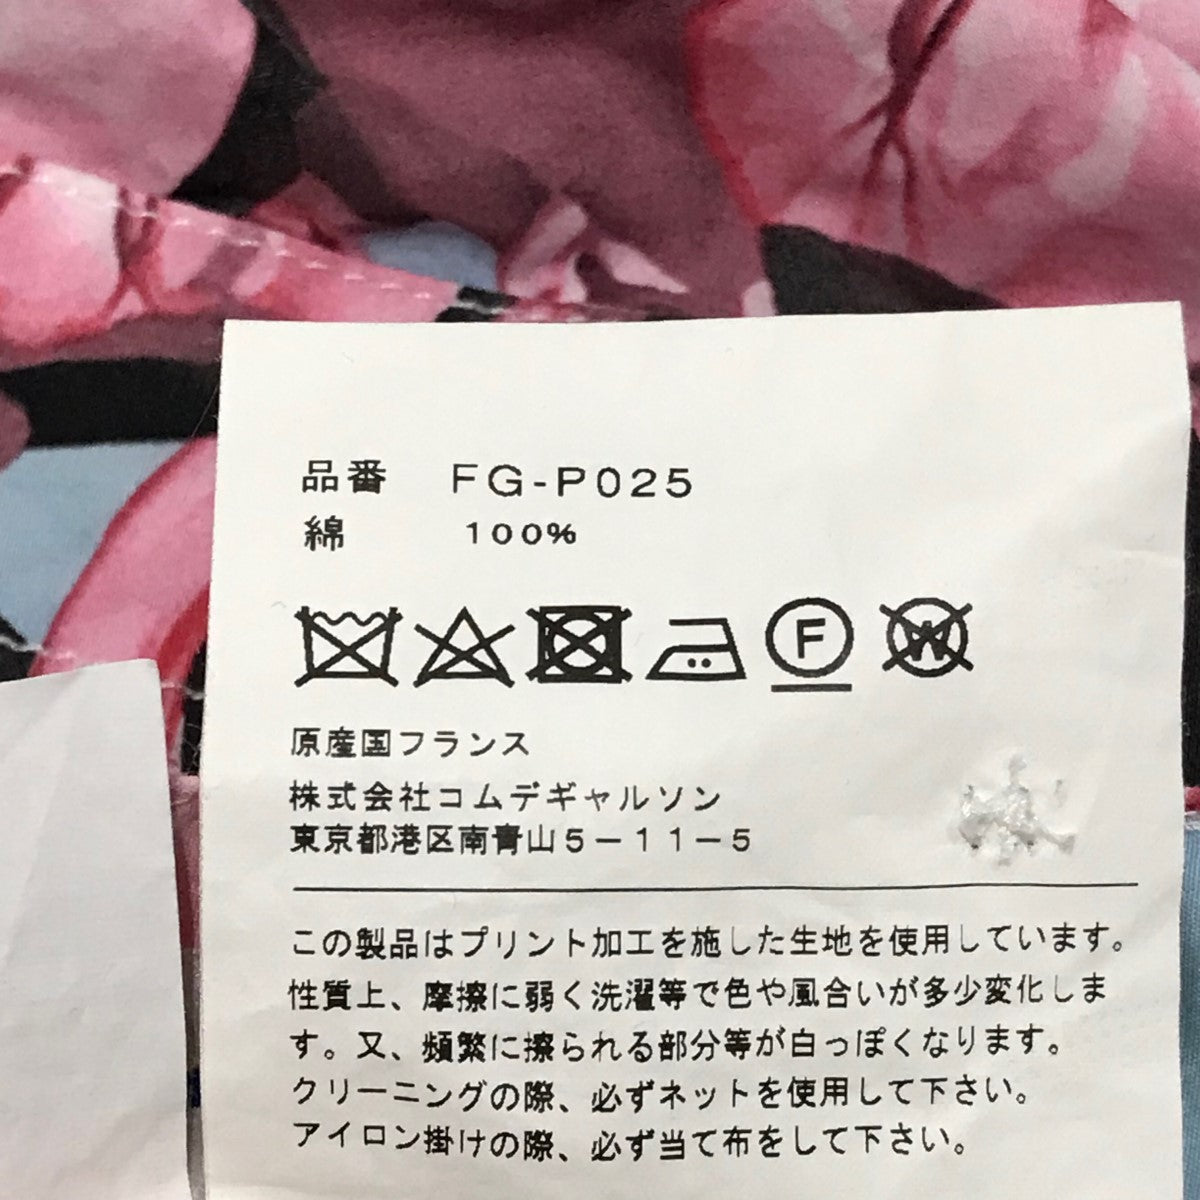 品番 FG-P025
綿 100%
F W
原産国フランス
株式会社コムデギャルソン
東京都港区南青山5-11-5
この製品はプリント加工を施した生地を使用しています。
性質上、摩擦に弱く洗濯等で色や風合いが多少変化しま
す。又、頻繁に擦られる部分等が白っぽくなります。
クリーニングの際、必ずネットを使用して下さい。
アイロン掛けの際、必ず当て布をして下さい。